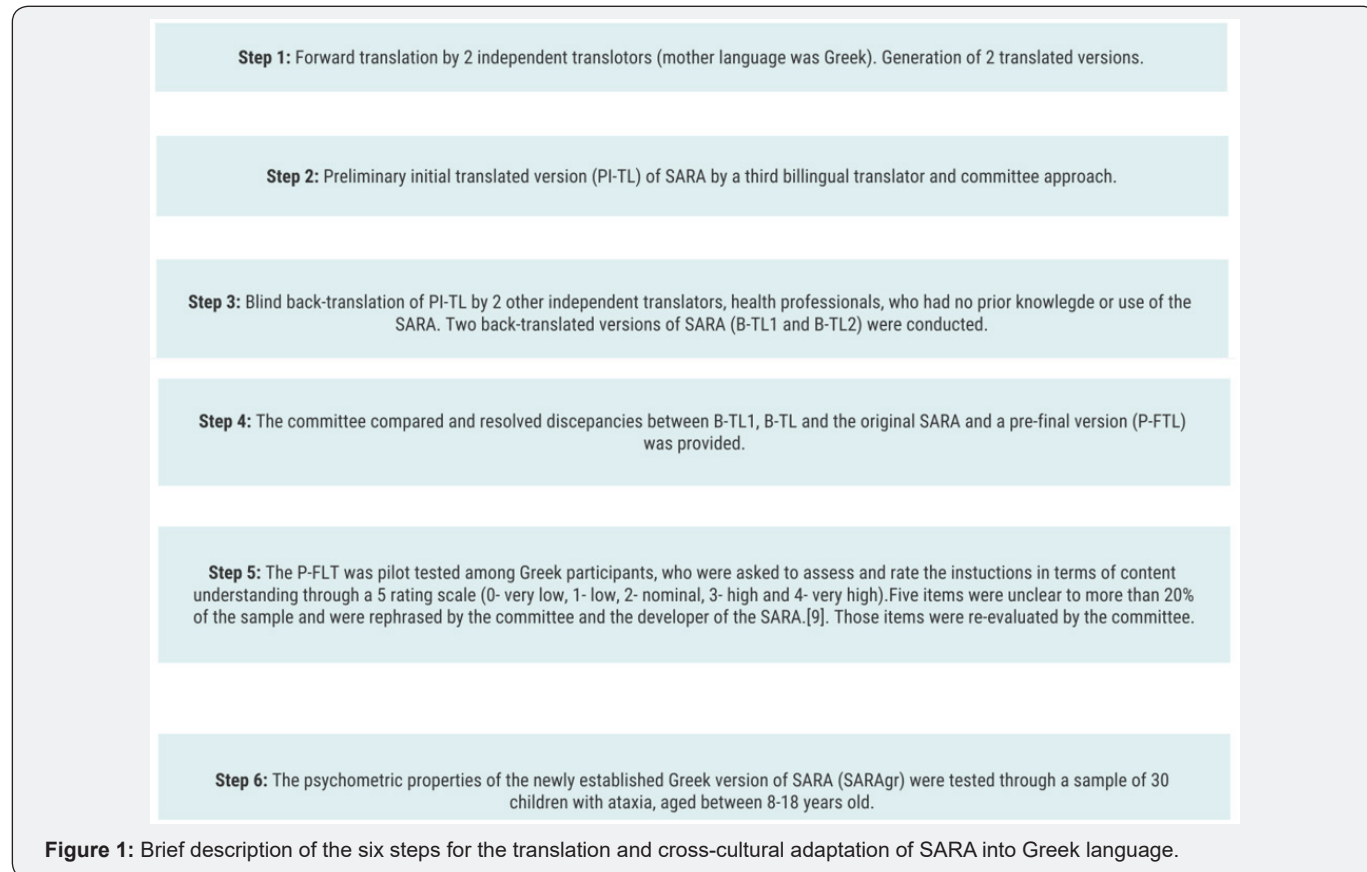 Step 1: Forward translation by 2 independent translotors (mother language was Greek). Generation of 2 translated versions.
Step 2: Preliminary initial translated version (PI-TL) of SARA by a third billingual translator and committee approach.
Step 3: Blind back-translation of PI-TL by 2 other independent translators, health professionals, who had no prior knowlegde or use of the
SARA. Two back-translated versions of SARA (B-TL1 and B-TL2) were conducted.
Step 4: The committee compared and resolved discepancies between B-TL1, B-TL and the original SARA and a pre-final version (P-FTL)
was provided.
Step 5: The P-FLT was pilot tested among Greek participants, who were asked to assess and rate the instuctions in terms of content
understanding through a 5 rating scale (0- very low, 1- low, 2- nominal, 3- high and 4- very high).Five items were unclear to more than 20%
of the sample and were rephrased by the committee and the developer of the SARA.[9]. Those items were re-evaluated by the committee.
Step 6: The psychometric properties of the newly established Greek version of SARA (SARAgr) were tested through a sample of 30
children with ataxia, aged between 8-18 years old.
Figure 1: Brief description of the six steps for the translation and cross-cultural adaptation of SARA into Greek language.